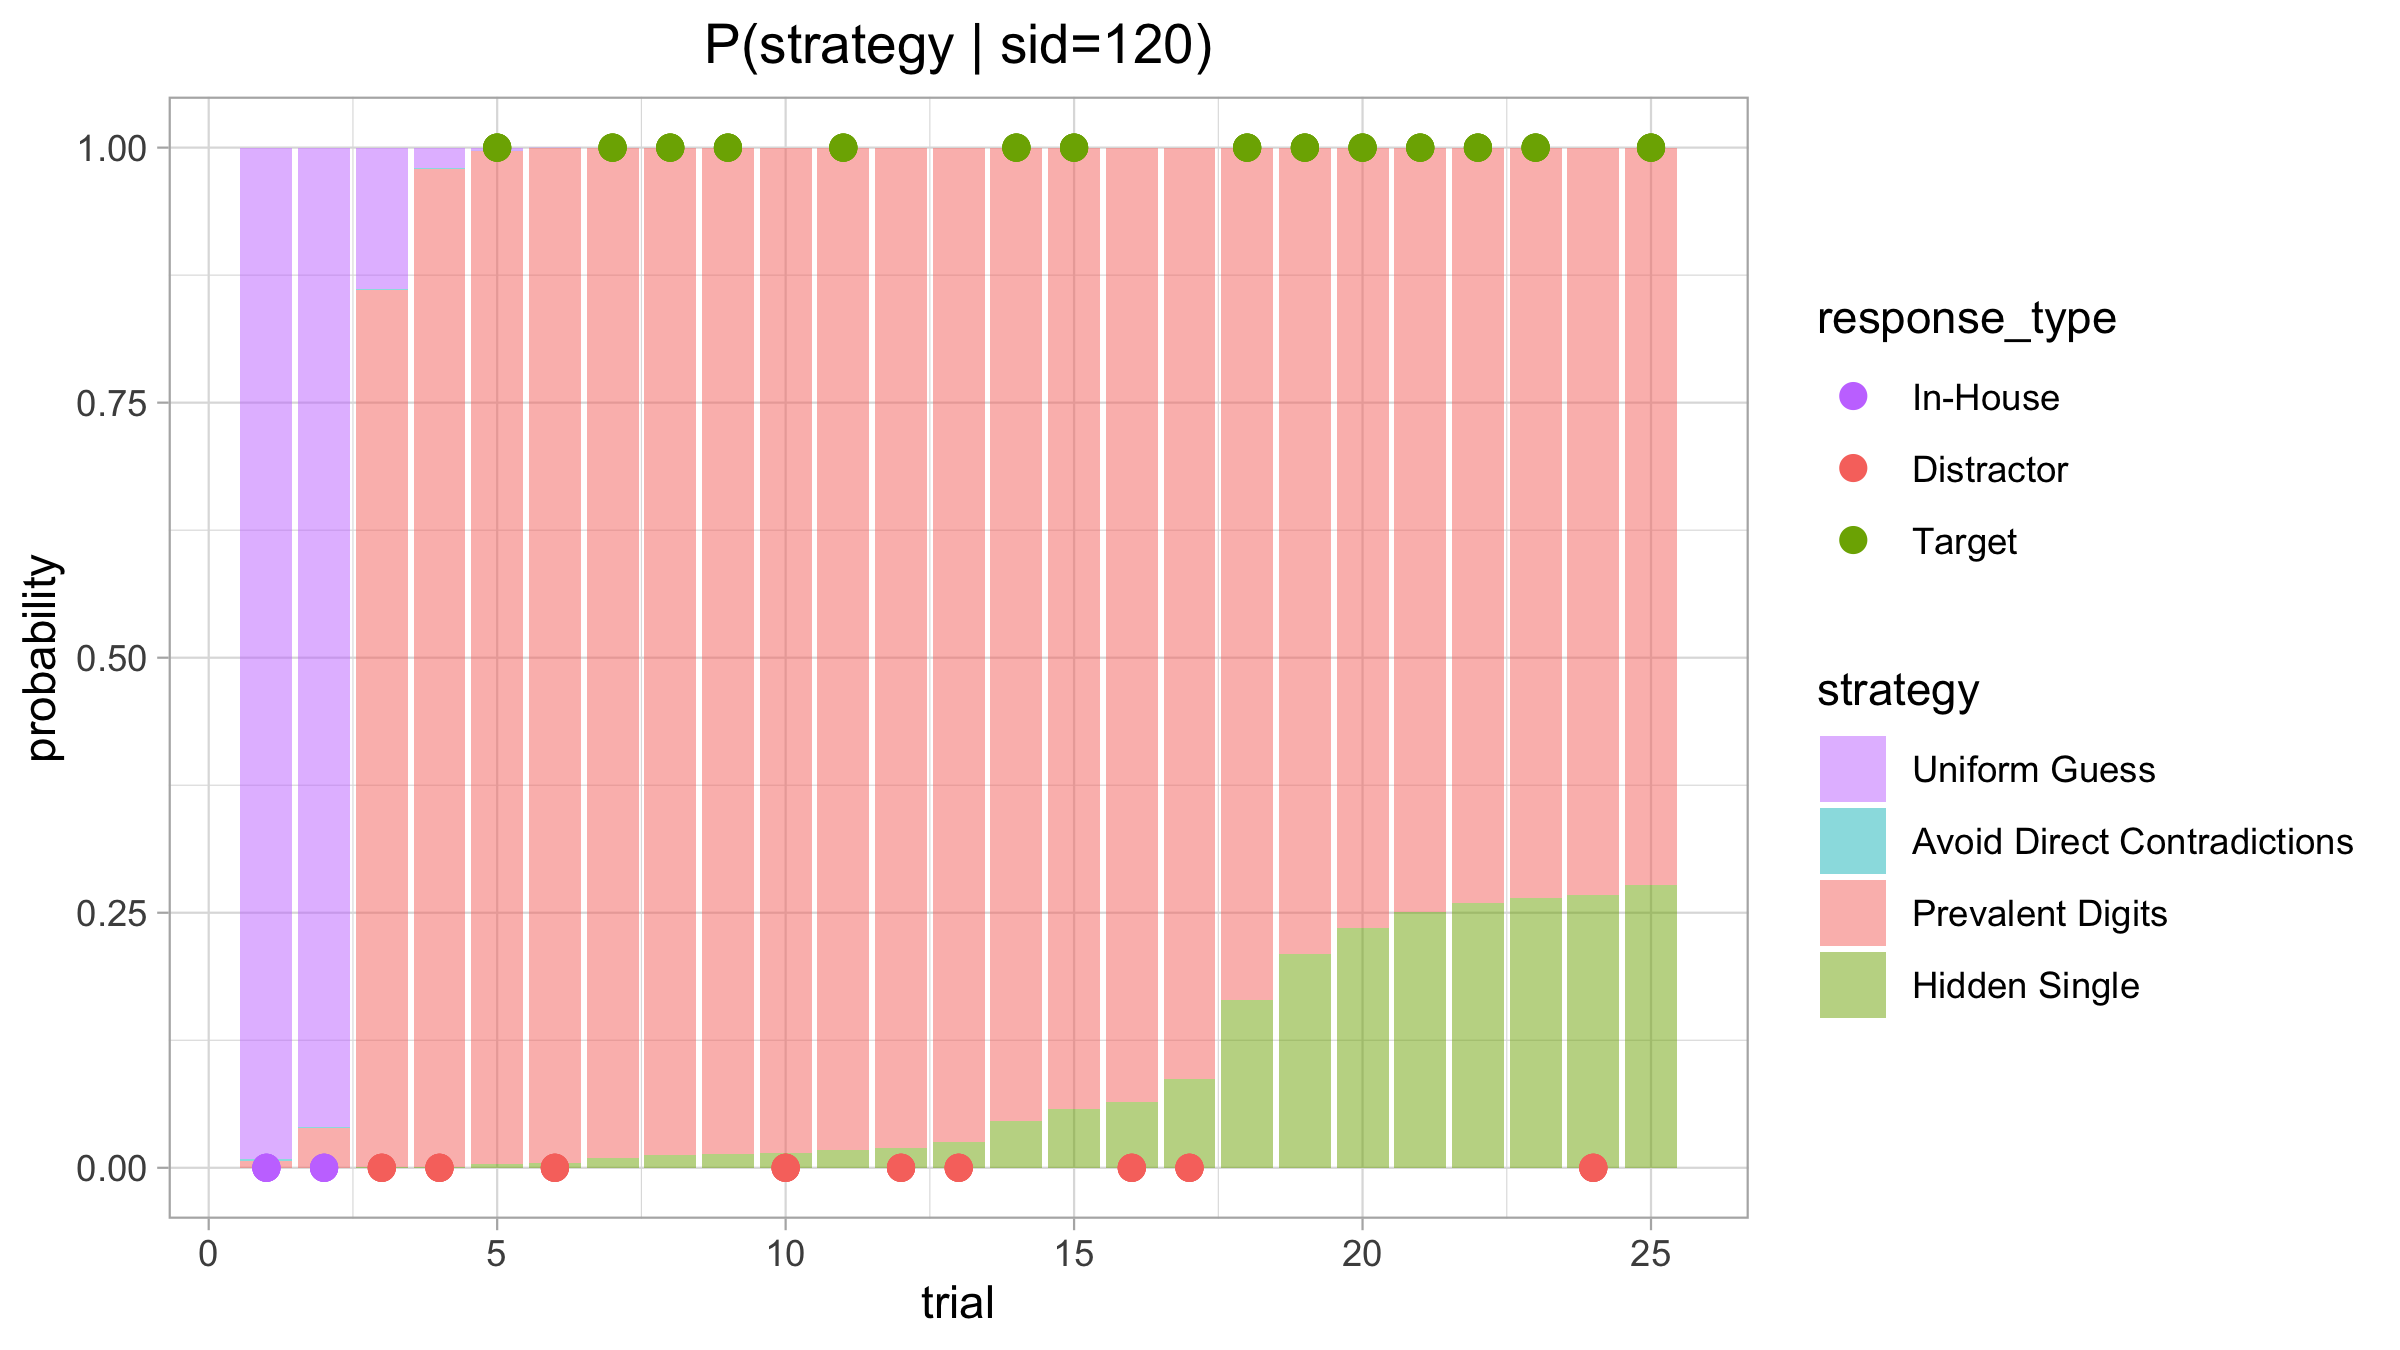 P(strategy | sid=120)
1.00
0.75
0.50
0.25
0.00
probability
0 5 10 15 20 25
trial
response_type
In-House
Distractor
Target
strategy
Uniform Guess
Avoid Direct Contradictions
Prevalent Digits
Hidden Single